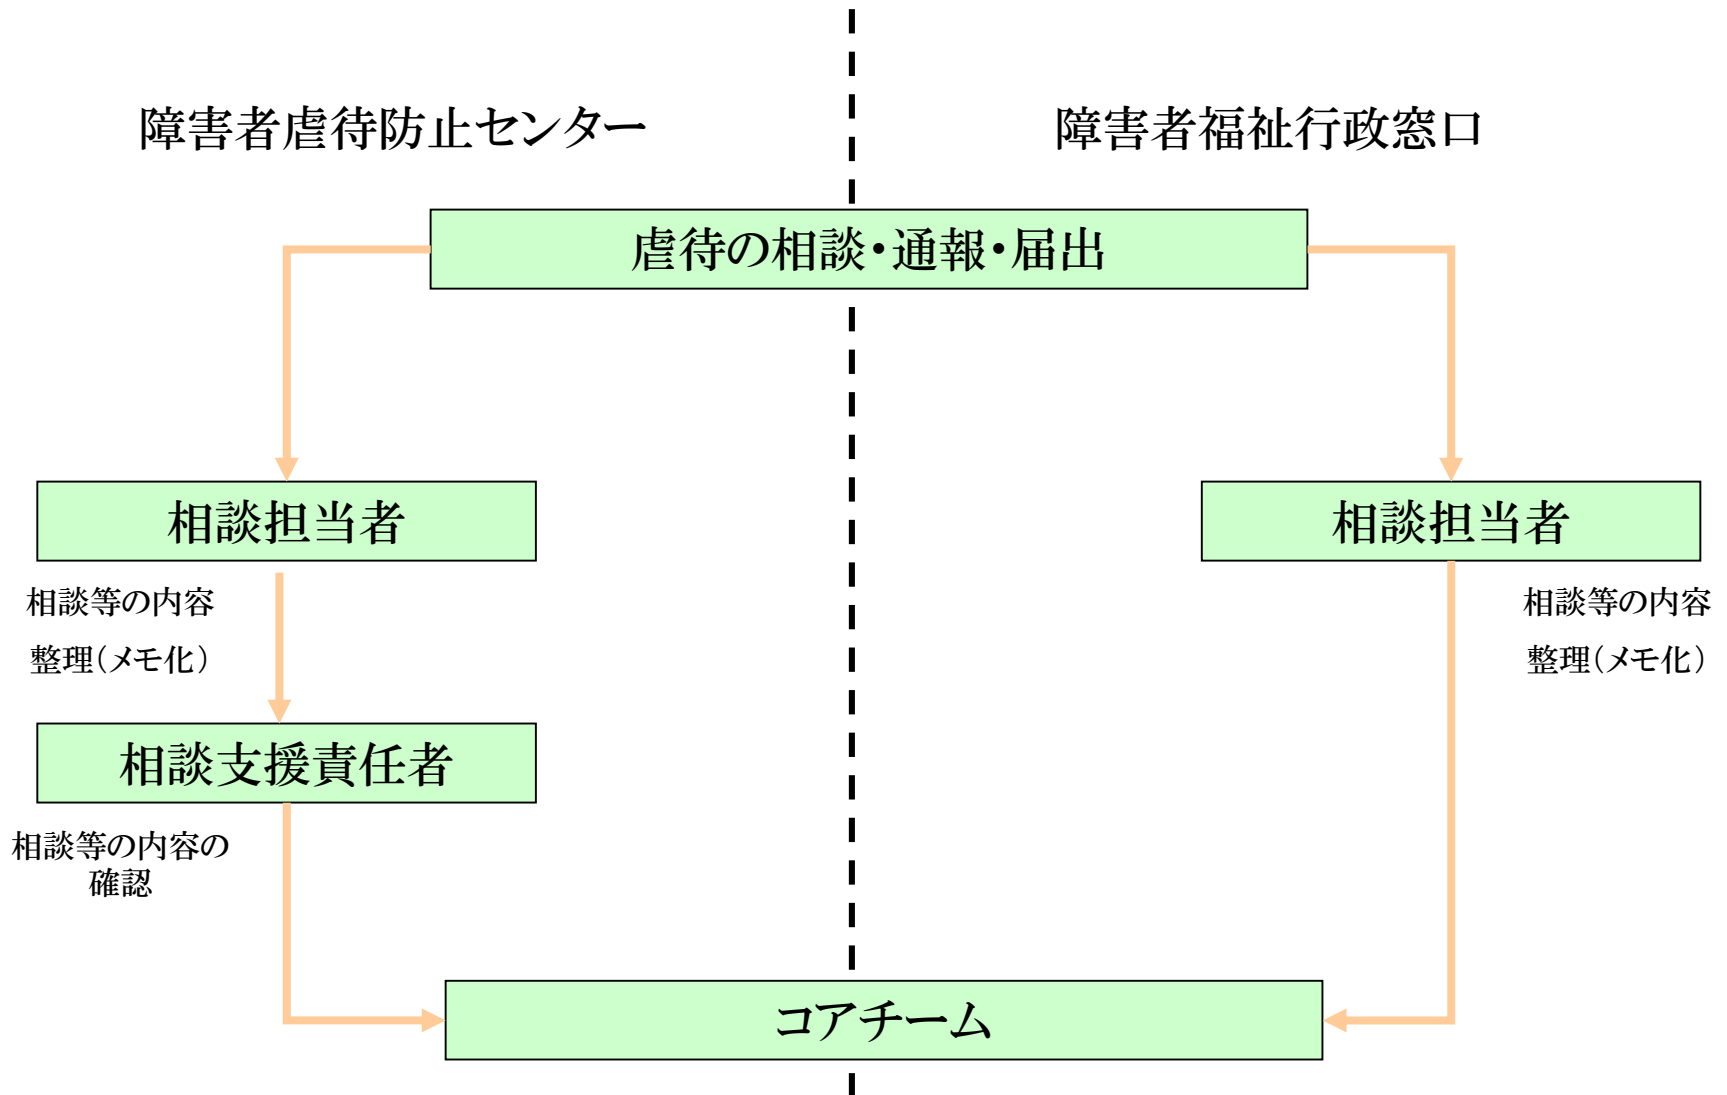 障害者虐待防止センター
障害者福祉行政窓口
虐待の相談・通報・届出
相談担当者
相談担当者
相談等の内容
整理（メモ化）
相談等の内容
整理（メモ化）
相談支援責任者
相談等の内容の
確認
コアチーム